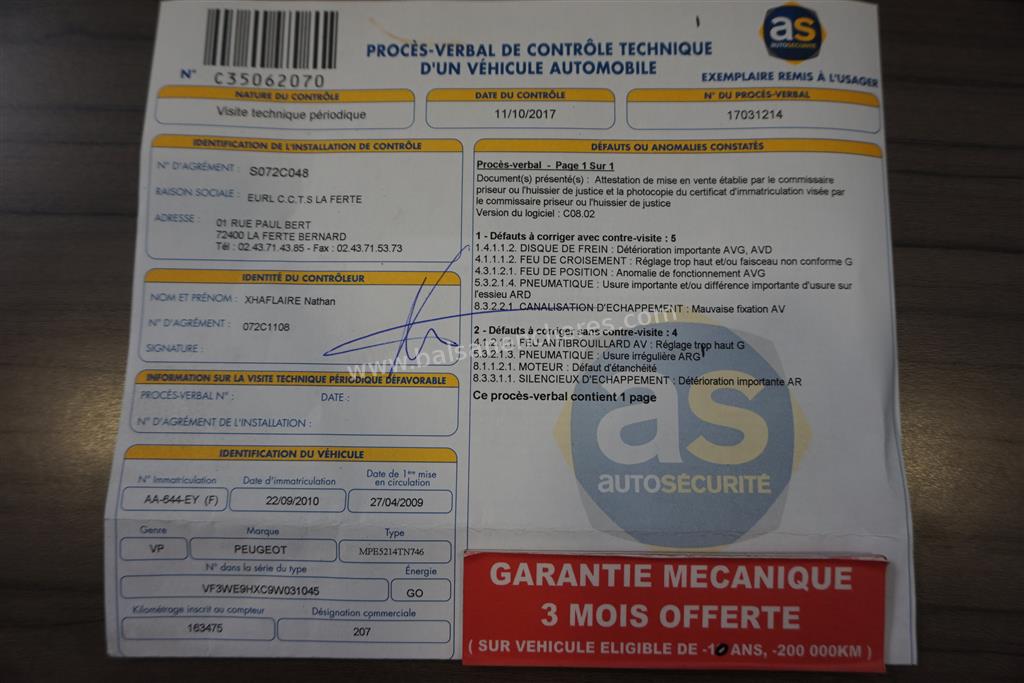 as
AUTOSÉCURITÉ
PROCÈS-VERBAL DE CONTRÔLE TECHNIQUE
D'UN VÉHICULE AUTOMOBILE
N° C35062070
EXEMPLAIRE REMIS À L'USAGER
NATURE DU CONTRÔLE
Visite technique périodique
DATE DU CONTRÔLE
11/10/2017
N° DU PROCÈS-VERBAL
17031214
IDENTIFICATION DE L'INSTALLATION DE CONTRÔLE
N° D'AGRÉMENT : S072C048
RAISON SOCIALE : EURL C.C.T.S LA FERTE
ADRESSE : 01 RUE PAUL BERT
72400 LA FERTE BERNARD
Tél : 02.43.71.43.85 - Fax : 02.43.71.53.73
IDENTITÉ DU CONTRÔLEUR
NOM ET PRÉNOM : XHAFLAIRE Nathan
N° D'AGRÉMENT : 072C1108
SIGNATURE :
INFORMATION SUR LA VISITE TECHNIQUE PÉRIODIQUE DÉFAVORABLE
PROCÈS-VERBAL N° : DATE :
N° D'AGRÉMENT DE L'INSTALLATION :
IDENTIFICATION DU VÉHICULE
N° Immatriculation Date d'immatriculation Date de 1ère mise
en circulation
AA-644-EY (F) 22/09/2010 27/04/2009
Genre Marque Type
VP PEUGEOT MPE5214TN746
N° dans la série du type Énergie
VF3WE9HXC9W031045 GO
Kilométrage inscrit au compteur Désignation commerciale
163475 207
DÉFAUTS OU ANOMALIES CONSTATÉS
Procès-verbal - Page 1 Sur 1
Document(s) présenté(s) : Attestation de mise en vente établie par le commissaire
priseur ou l'huissier de justice et la photocopie du certificat d'immatriculation visée par
le commissaire priseur ou l'huissier de justice
Version du logiciel : C08.02
1 - Défauts à corriger avec contre-visite : 5
1.4.1.1.2. DISQUE DE FREIN : Détérioration importante AVG, AVD
4.1.1.1.2. FEU DE CROISEMENT : Réglage trop haut et/ou faisceau non conforme G
4.3.1.2.1. FEU DE POSITION : Anomalie de fonctionnement AVG
5.3.2.1.4. PNEUMATIQUE : Usure importante et/ou différence importante d'usure sur
l'essieu ARD
8.3.2.2.1. CANALISATION D'ECHAPPEMENT : Mauvaise fixation AV
2 - Défauts à corriger sans contre-visite : 4
4.1.2.1.2. FEU ANTIBROUILLARD AV : Réglage trop haut G
5.3.2.1.3. PNEUMATIQUE : Usure irrégulière ARG
8.1.1.2.1. MOTEUR : Défaut d'étanchéité
8.3.3.1.1. SILENCIEUX D'ECHAPPEMENT : Détérioration importante AR
Ce procès-verbal contient 1 page
as
AUTOSÉCURITÉ
GARANTIE MECANIQUE
3 MOIS OFFERTE
( SUR VEHICULE ELIGIBLE DE -10 ANS, -200 000KM )